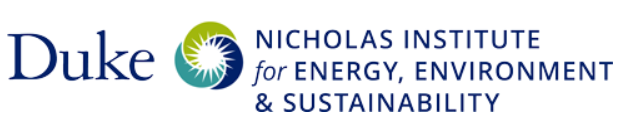 Duke
NICHOLAS INSTITUTE
for ENERGY, ENVIRONMENT
& SUSTAINABILITY